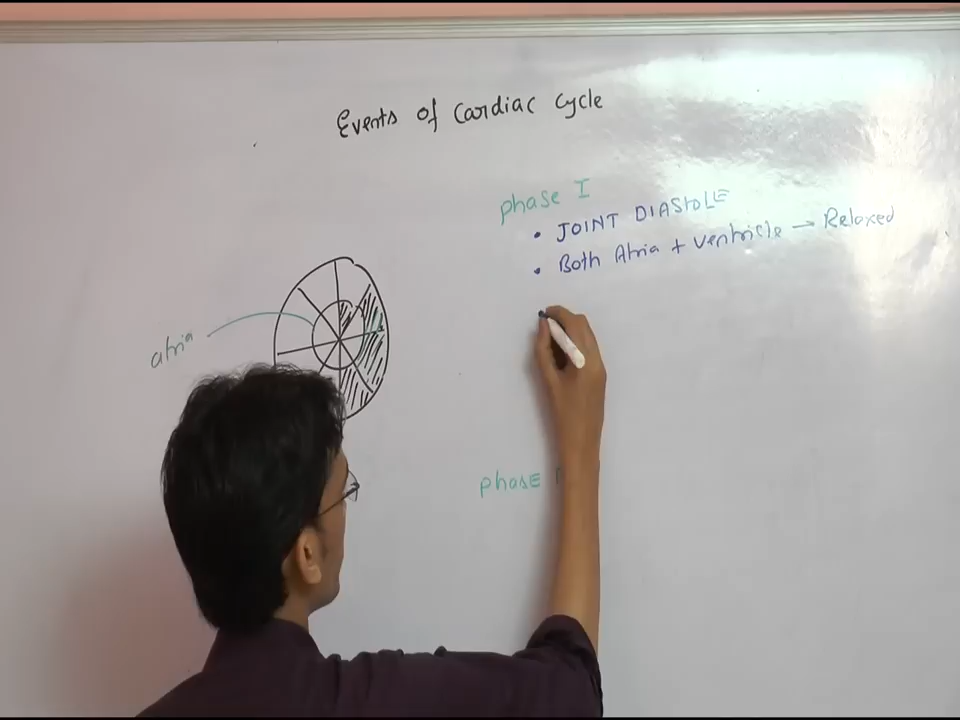 Events of Cardiac Cycle
phase I
• JOINT DIASTOLE
• Both Atria + ventricle → Relaxed
atria
phase